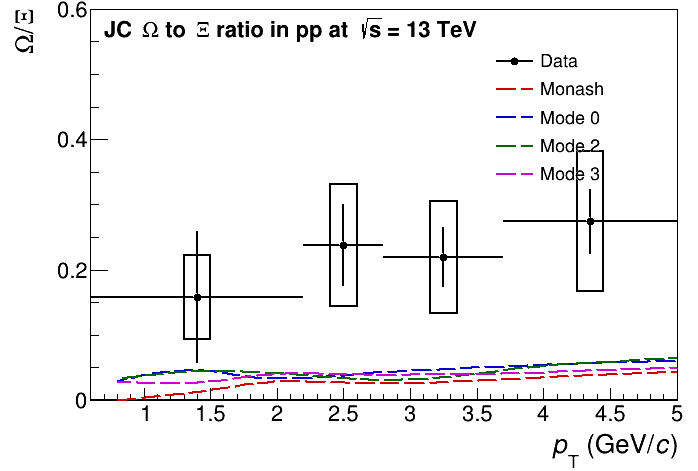 JC Ω to Ξ ratio in pp at √s = 13 TeV
Ω/Ξ
0.6
0.4
0.2
0
Data
Monash
Mode 0
Mode 2
Mode 3
1 1.5 2 2.5 3 3.5 4 4.5 5
p_T (GeV/c)